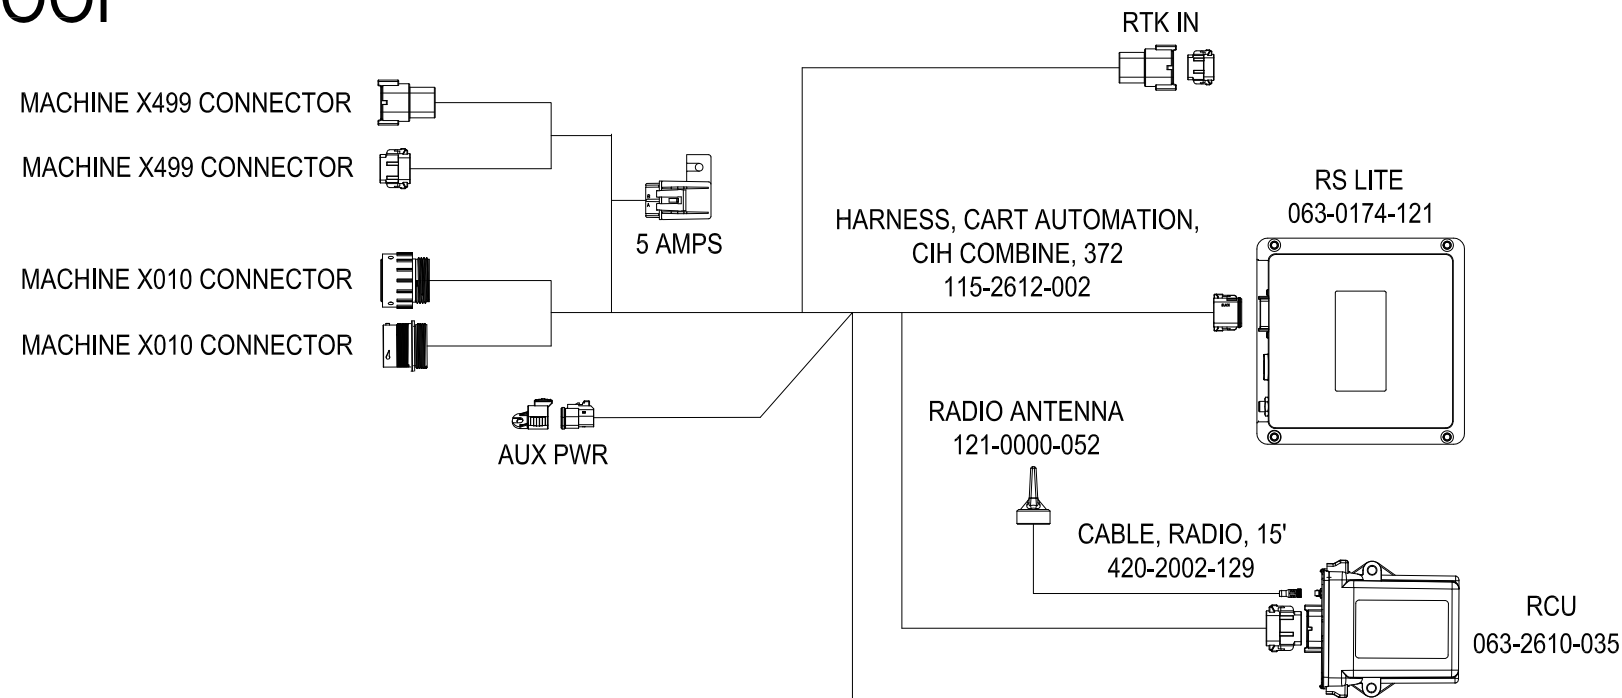 RTK IN
MACHINE X499 CONNECTOR
MACHINE X499 CONNECTOR
5 AMPS
MACHINE X010 CONNECTOR
MACHINE X010 CONNECTOR
AUX PWR
HARNESS, CART AUTOMATION,
CIH COMBINE, 372
115-2612-002
RS LITE
063-0174-121
RADIO ANTENNA
121-0000-052
CABLE, RADIO, 15'
420-2002-129
RCU
063-2610-035